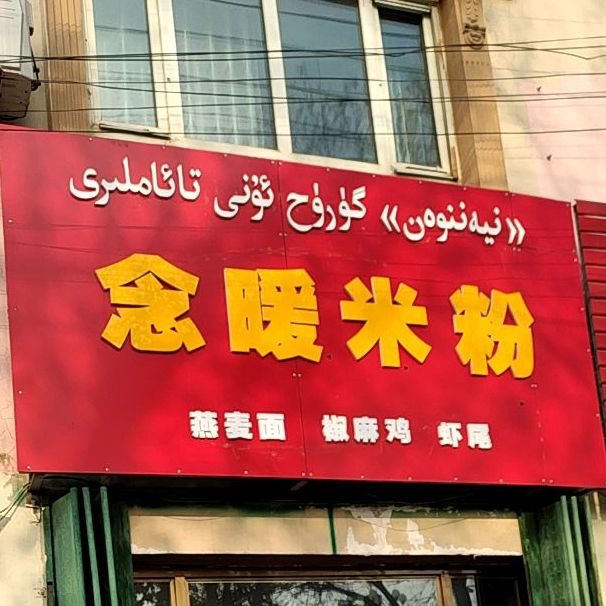 «نيەننوەن» گۈرۈچ ئۈنى تائاملىرى
念暖米粉
燕麦面 椒麻鸡 虾尾